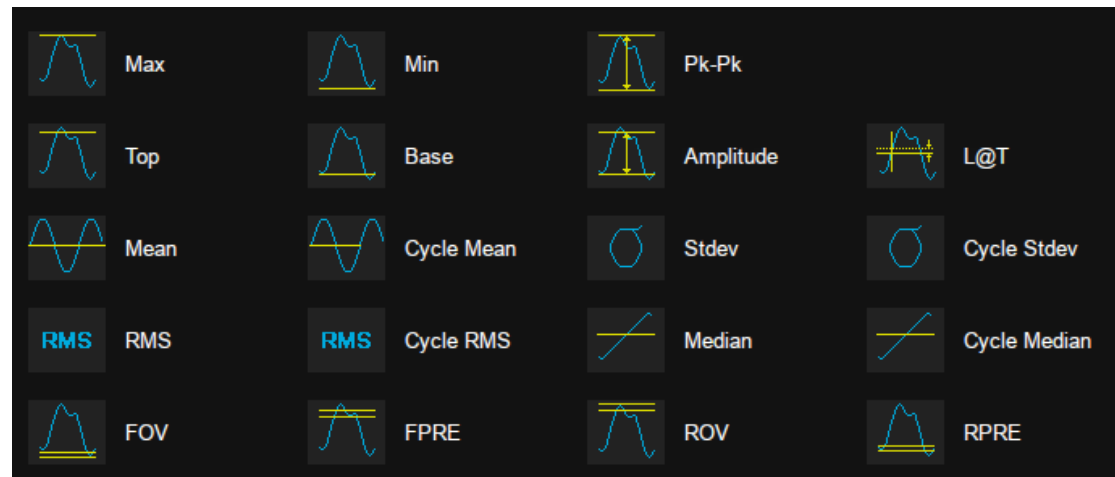 Max Min Pk-Pk
Top Base Amplitude L@T
Mean Cycle Mean Stdev Cycle Stdev
RMS RMS RMS Cycle RMS Median Cycle Median
FOV FPRE ROV RPRE